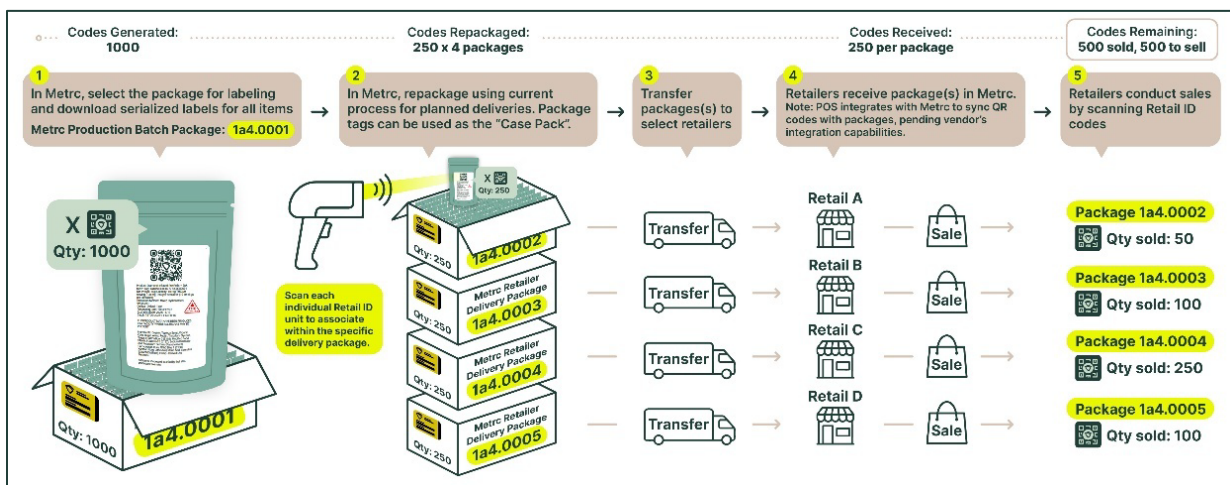 Codes Generated:
1000
Codes Repackaged:
250 x 4 packages
Codes Received:
250 per package
Codes Remaining:
500 sold, 500 to sell
1
In Metrc, select the package for labeling
and download serialized labels for all items
Metrc Production Batch Package: 1a4.0001
2
In Metrc, repackage using current
process for planned deliveries. Package
tags can be used as the “Case Pack”.
3
Transfer
packages(s) to
select retailers
4
Retailers receive package(s) in Metrc.
Note: POS integrates with Metrc to sync QR
codes with packages, pending vendor’s
integration capabilities.
5
Retailers conduct sales
by scanning Retail ID
codes
X
Qty: 1000
Qty: 1000
1a4.0001
Scan each
individual Retail ID
unit to associate
within the specific
delivery package.
X
Qty: 250
Qty: 250
1a4.0002
Metrc Retailer
Delivery Package
Qty: 250
1a4.0003
Metrc Retailer
Delivery Package
Qty: 250
1a4.0004
Metrc Retailer
Delivery Package
Qty: 250
1a4.0005
Transfer
Retail A
Sale
Package 1a4.0002
Qty sold: 50
Transfer
Retail B
Sale
Package 1a4.0003
Qty sold: 100
Transfer
Retail C
Sale
Package 1a4.0004
Qty sold: 250
Transfer
Retail D
Sale
Package 1a4.0005
Qty sold: 100